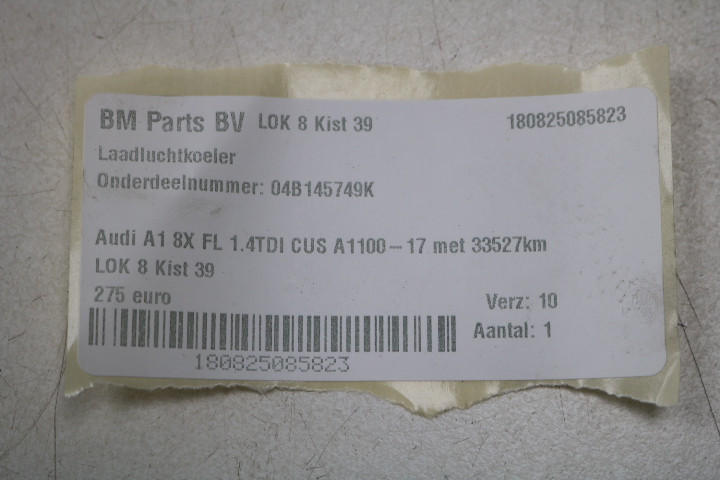 BM Parts BV LOK 8 Kist 39 180825085823
Laadluchtkoeler
Onderdeelnummer: 04B145749K
Audi A1 8X FL 1.4TDI CUS A1100-17 met 33527km
LOK 8 Kist 39
275 euro Verz: 10
Aantal: 1
180825085823